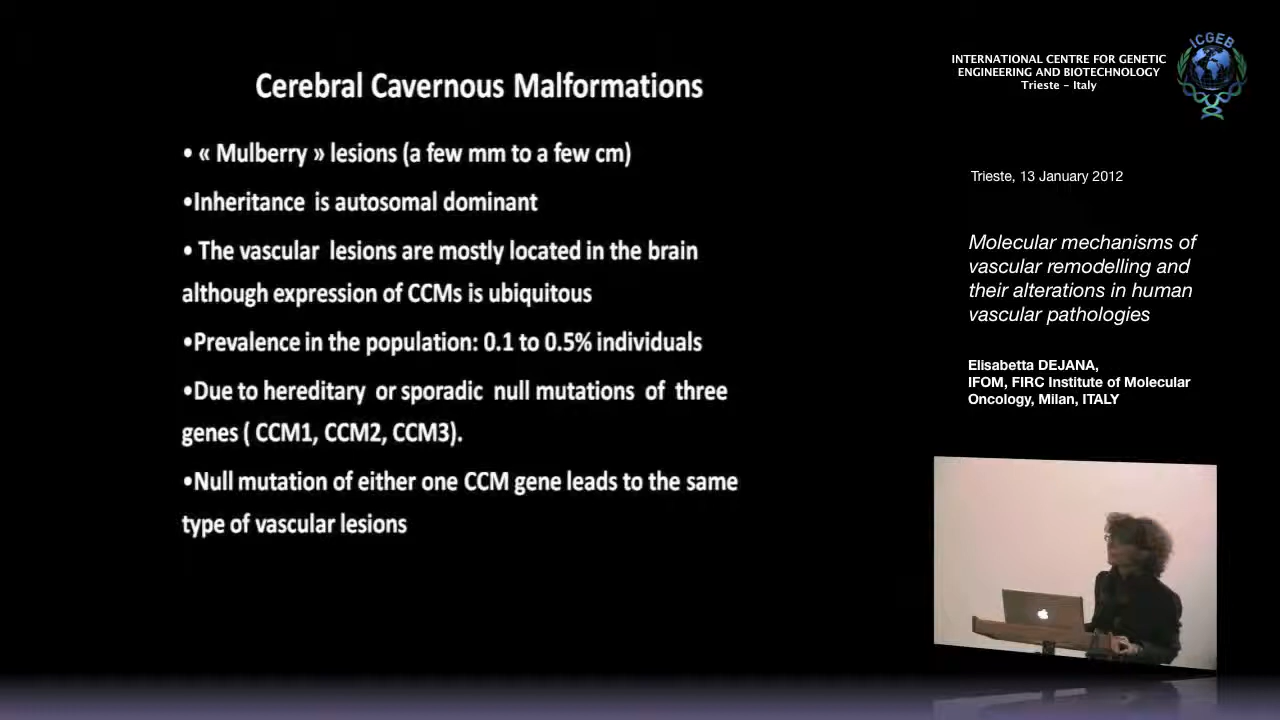 Cerebral Cavernous Malformations
• « Mulberry » lesions (a few mm to a few cm)
•Inheritance is autosomal dominant
• The vascular lesions are mostly located in the brain
although expression of CCMs is ubiquitous
•Prevalence in the population: 0.1 to 0.5% individuals
•Due to hereditary or sporadic null mutations of three
genes ( CCM1, CCM2, CCM3).
•Null mutation of either one CCM gene leads to the same
type of vascular lesions
INTERNATIONAL CENTRE FOR GENETIC
ENGINEERING AND BIOTECHNOLOGY
Trieste - Italy
ICGEB
Trieste, 13 January 2012
Molecular mechanisms of
vascular remodelling and
their alterations in human
vascular pathologies
Elisabetta DEJANA,
IFOM, FIRC Institute of Molecular
Oncology, Milan, ITALY